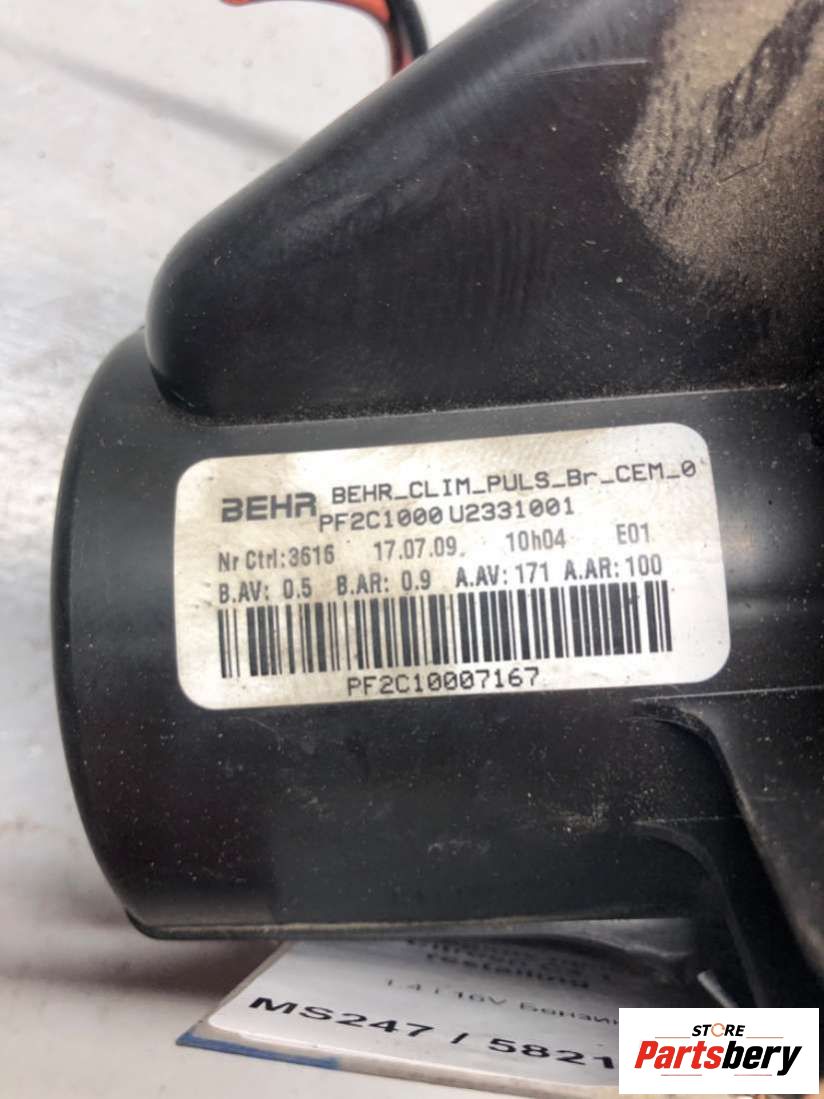 BEHR BEHR_CLIM_PULS_Br_CEM_0
PF2C1000 U2331001
Nr Ctrl:3616 17.07.09. 10h04 E01
B.AV: 0.5 B.AR: 0.9 A.AV:171 A.AR:100
PF2C10007167
1.4 i 16V Бензин
MS247 / 5821
STORE
Partsbery